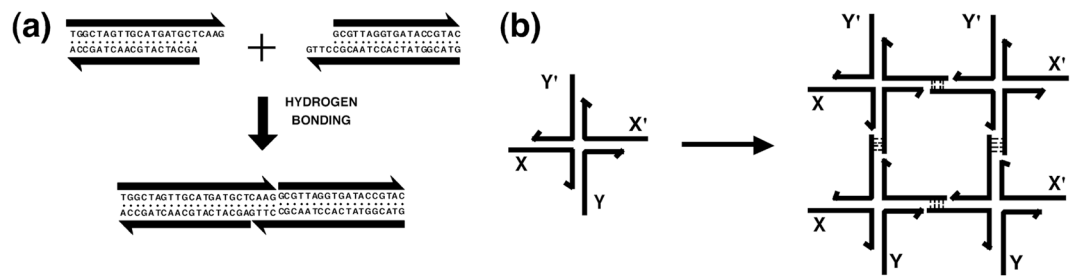 (a)
TGGCTAGTTGCATGATGCTCAAG
ACCGATCAACGTACTACGA
GCGTTAGGTGATACCGTAC
GTTCCGCAATCCACTATGGCATG
HYDROGEN
BONDING
TGGCTAGTTGCATGATGCTCAAG GCGTTAGGTGATACCGTAC
ACCGATCAACGTACTACGAGTTC CGCAATCCACTATGGCATG
(b)
Y'
X'
X
Y
Y' Y'
X'
X
X'
X
Y Y